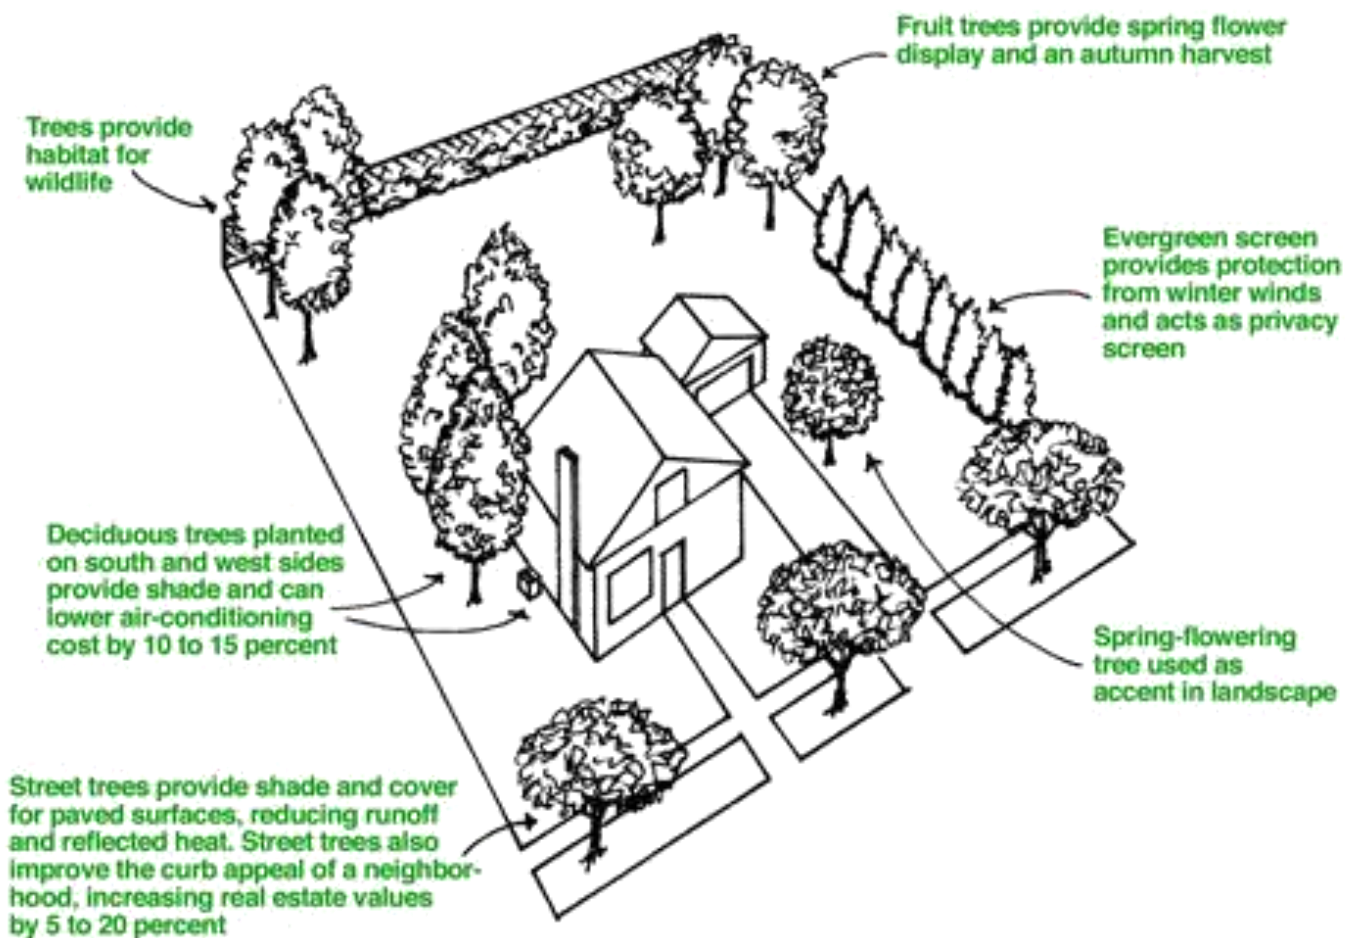 Fruit trees provide spring flower
display and an autumn harvest
Trees provide
habitat for
wildlife
Evergreen screen
provides protection
from winter winds
and acts as privacy
screen
Deciduous trees planted
on south and west sides
provide shade and can
lower air-conditioning
cost by 10 to 15 percent
Spring-flowering
tree used as
accent in landscape
Street trees provide shade and cover
for paved surfaces, reducing runoff
and reflected heat. Street trees also
improve the curb appeal of a neighbor-
hood, increasing real estate values
by 5 to 20 percent